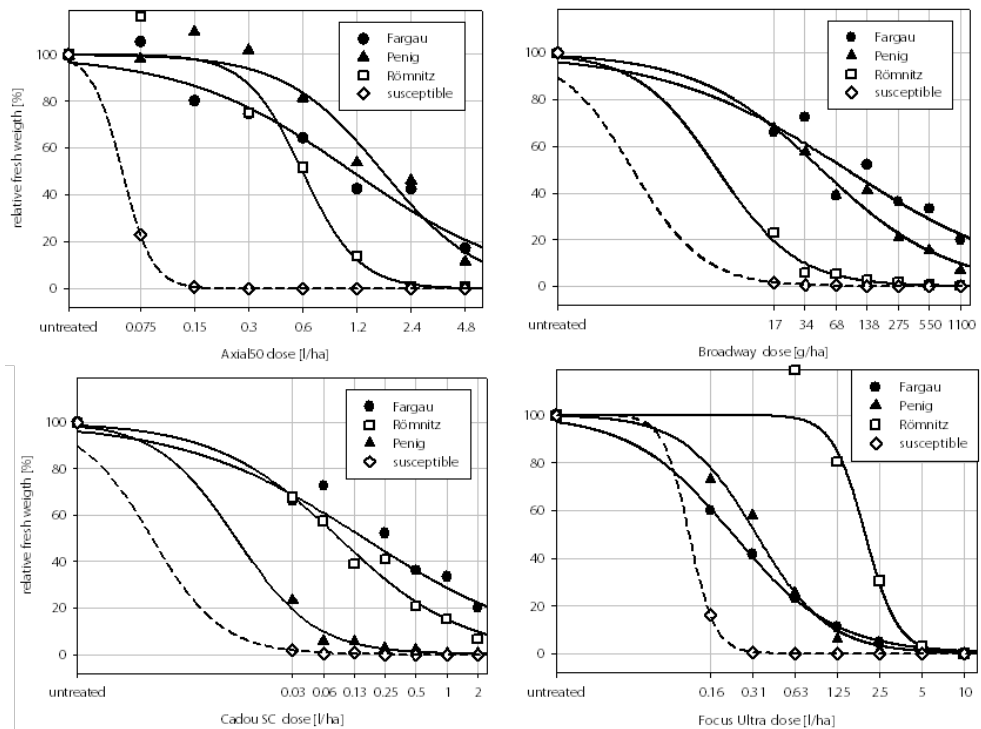 relative fresh weigth [%]
100
80
60
40
20
0
Fargau
Penig
Römnitz
susceptible
untreated 0.075 0.15 0.3 0.6 1.2 2.4 4.8
Axial50 dose [l/ha]
100
80
60
40
20
0
Fargau
Penig
Römnitz
susceptible
untreated 17 34 68 138 275 550 1100
Broadway dose [g/ha]
relative fresh weigth [%]
100
80
60
40
20
0
Fargau
Römnitz
Penig
susceptible
untreated 0.03 0.06 0.13 0.25 0.5 1 2
Cadou SC dose [l/ha]
100
80
60
40
20
0
Fargau
Penig
Römnitz
susceptible
untreated 0.16 0.31 0.63 1.25 2.5 5 10
Focus Ultra dose [l/ha]